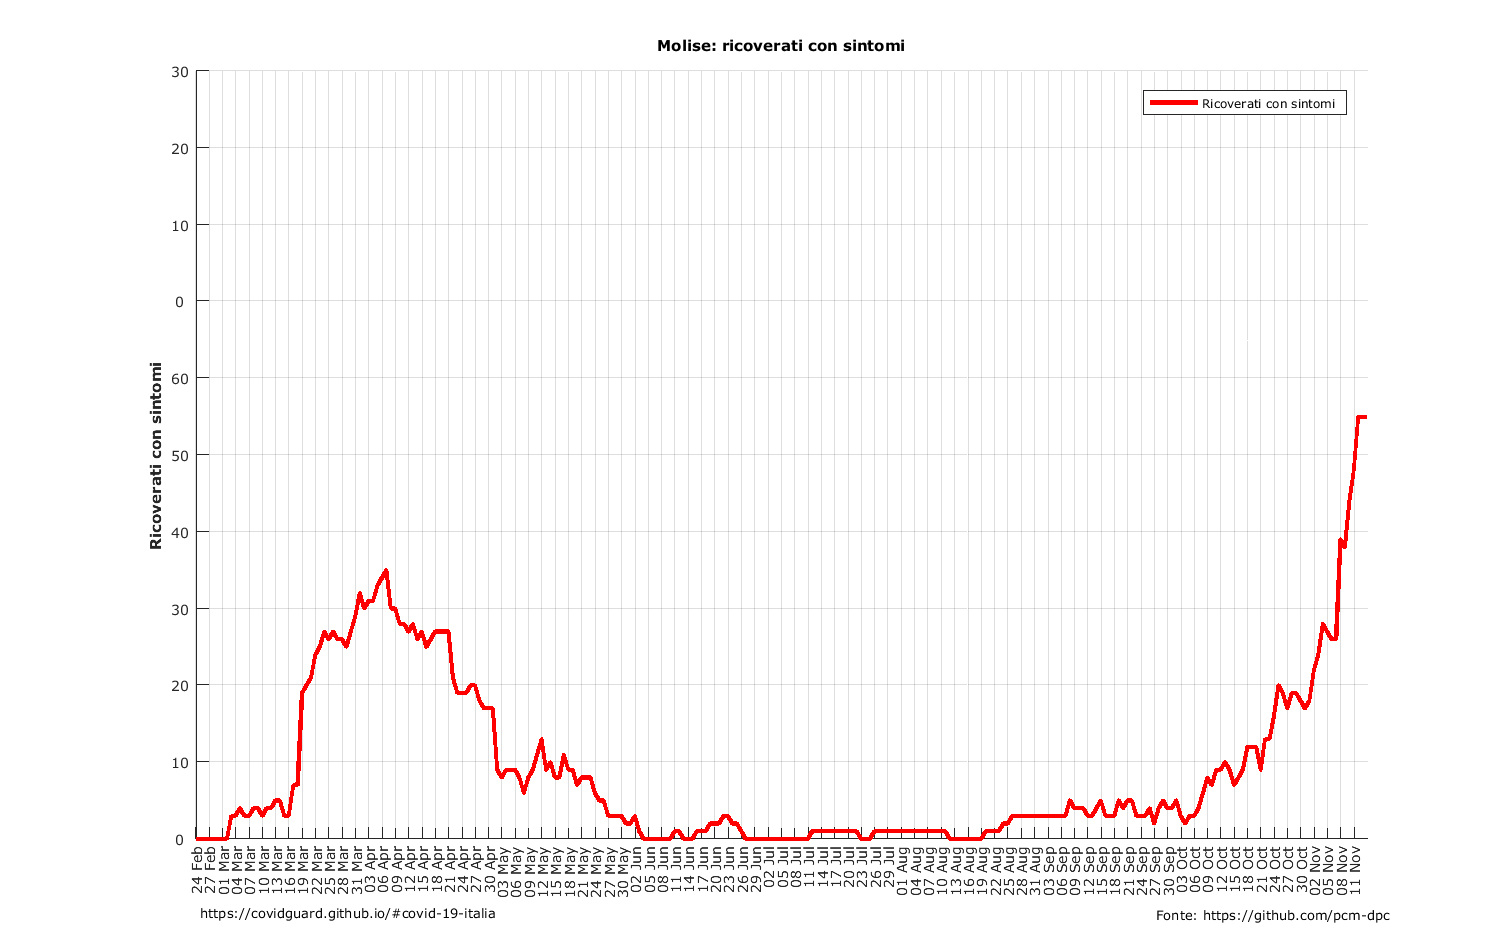 Molise: ricoverati con sintomi
30
20
10
0
60
50
40
30
20
10
0
Ricoverati con sintomi
Ricoverati con sintomi
24 Feb
27 Feb
01 Mar
04 Mar
07 Mar
10 Mar
13 Mar
16 Mar
19 Mar
22 Mar
25 Mar
28 Mar
31 Mar
03 Apr
06 Apr
09 Apr
12 Apr
15 Apr
18 Apr
21 Apr
24 Apr
27 Apr
30 Apr
03 May
06 May
09 May
12 May
15 May
18 May
21 May
24 May
27 May
30 May
02 Jun
05 Jun
08 Jun
11 Jun
14 Jun
17 Jun
20 Jun
23 Jun
26 Jun
29 Jun
02 Jul
05 Jul
08 Jul
11 Jul
14 Jul
17 Jul
20 Jul
23 Jul
26 Jul
29 Jul
01 Aug
04 Aug
07 Aug
10 Aug
13 Aug
16 Aug
19 Aug
22 Aug
25 Aug
28 Aug
31 Aug
03 Sep
06 Sep
09 Sep
12 Sep
15 Sep
18 Sep
21 Sep
24 Sep
27 Sep
30 Sep
03 Oct
06 Oct
09 Oct
12 Oct
15 Oct
18 Oct
21 Oct
24 Oct
27 Oct
30 Oct
02 Nov
05 Nov
08 Nov
11 Nov
https://covidguard.github.io/#covid-19-italia
Fonte: https://github.com/pcm-dpc